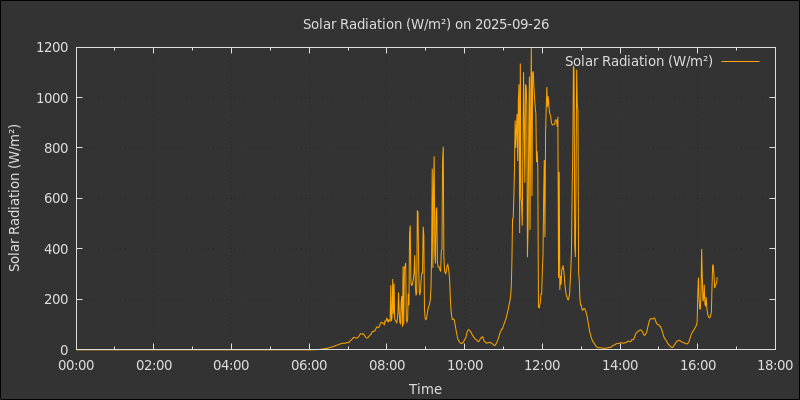 Solar Radiation (W/m²) on 2025-09-26
Solar Radiation (W/m²)
Solar Radiation (W/m²)
1200
1000
800
600
400
200
0
00:00 02:00 04:00 06:00 08:00 10:00 12:00 14:00 16:00 18:00
Time